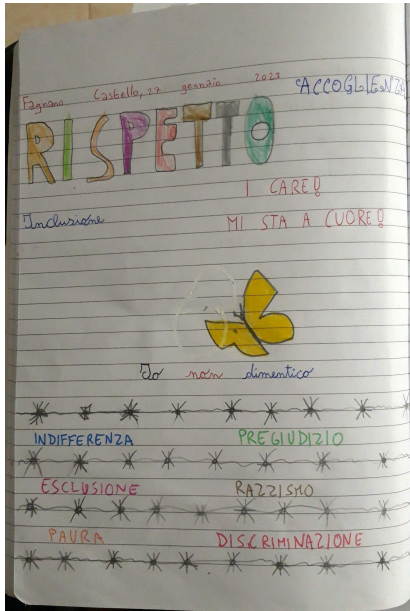 Fagnano Castello, 27 gennaio 2023
ACCOGLIENZA
RISPETTO
I CARE!
Inclusione
MI STA A CUORE!
Io non dimentico
INDIFFERENZA PREGIUDIZIO
ESCLUSIONE RAZZISMO
PAURA DISCRIMINAZIONE